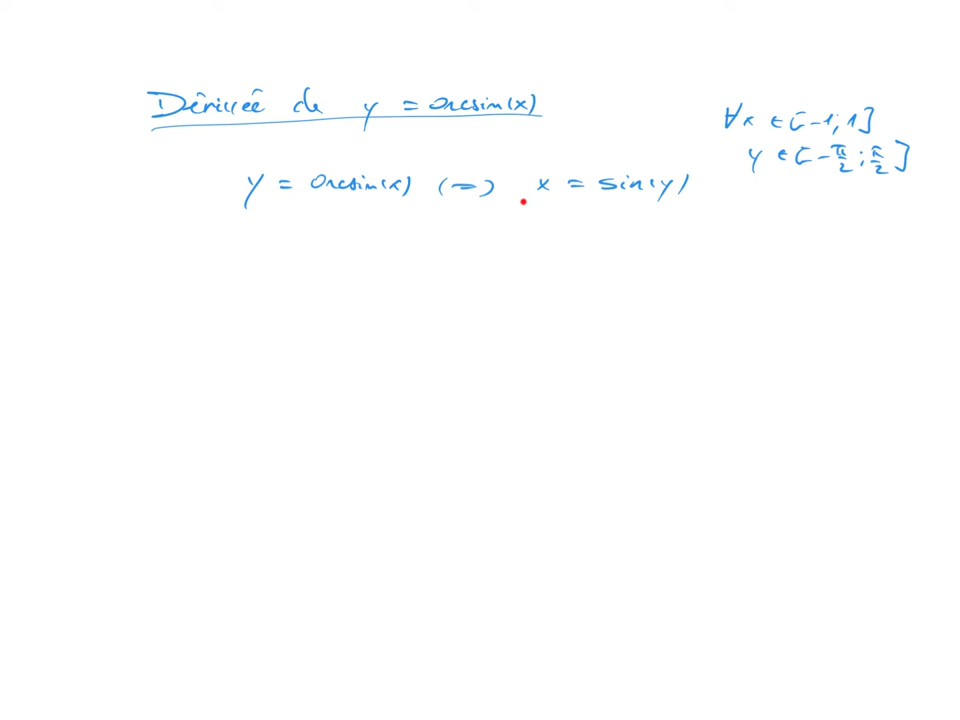 Dérivée de y = arcsin(x)
∀x ∈ [-1; 1]
y ∈ [-π/2 ; π/2]
y = arcsin(x) <=> x = sin(y)